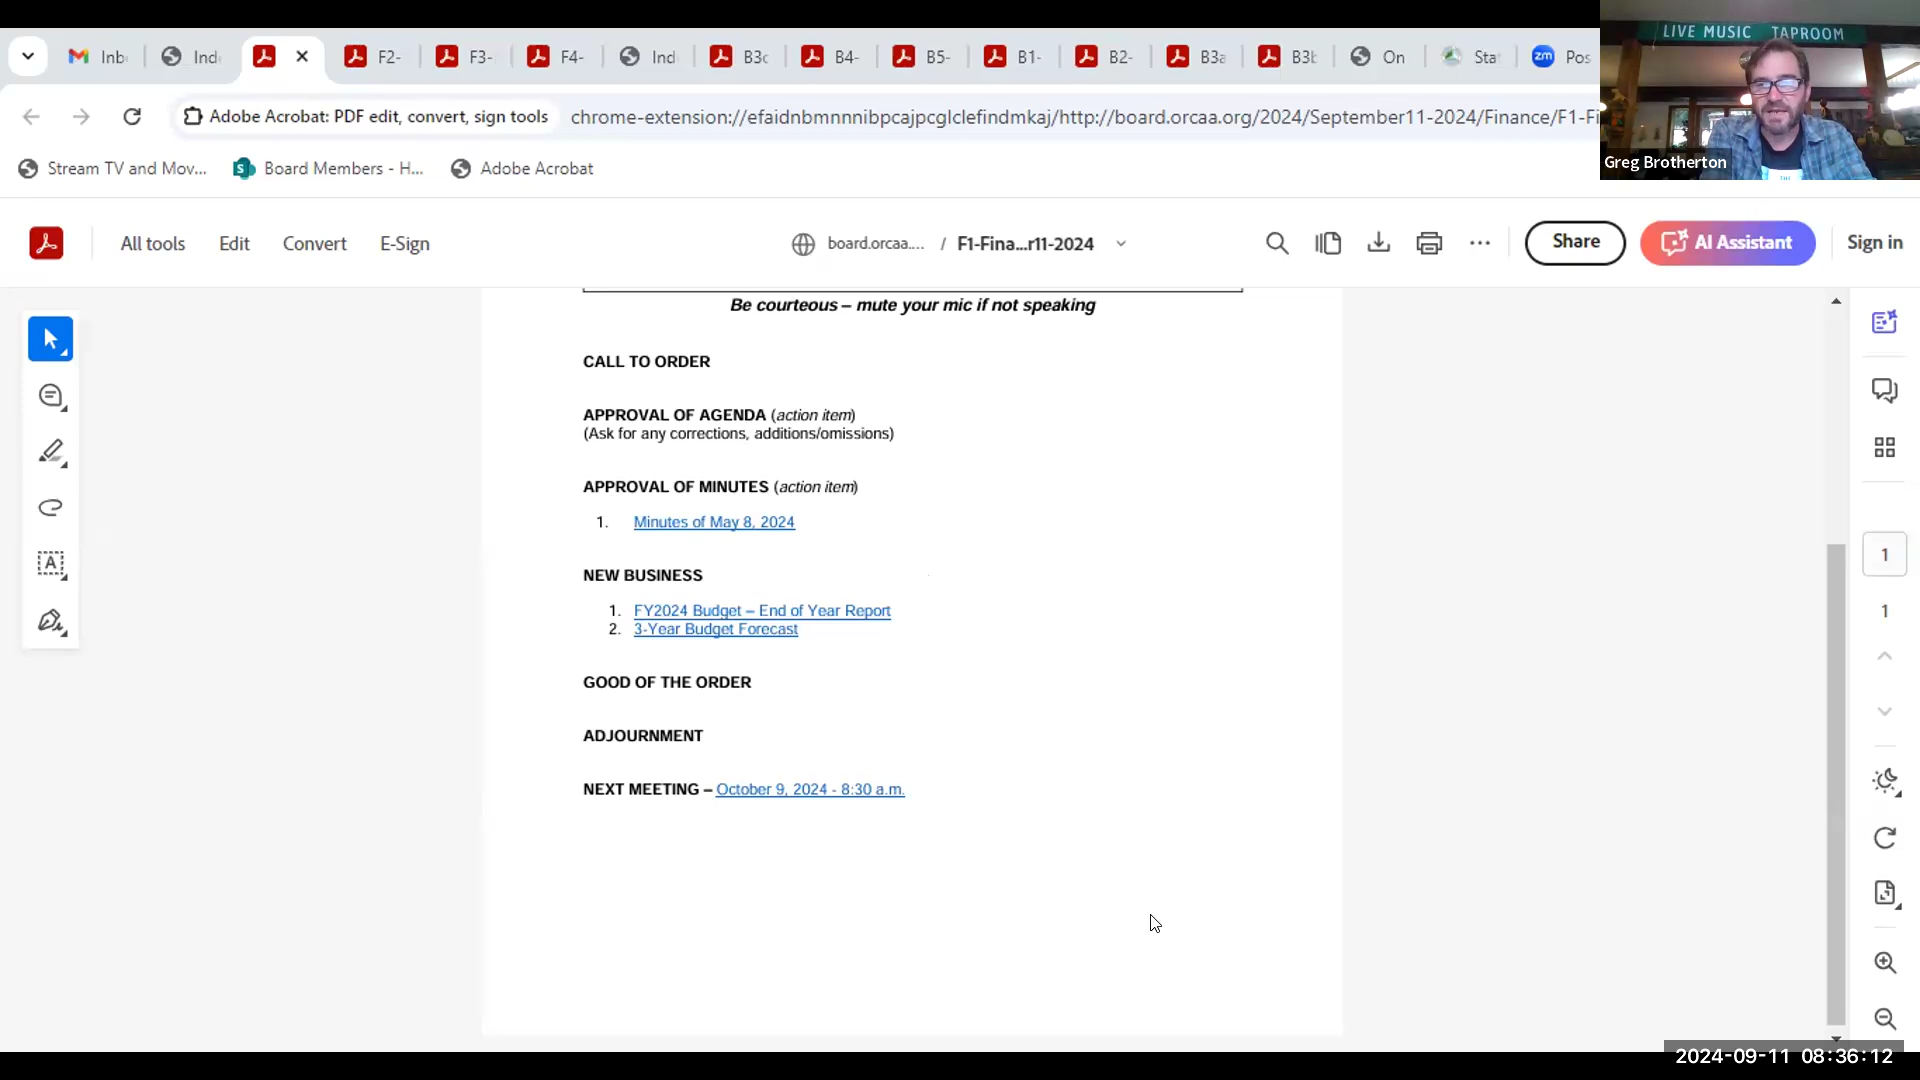 LIVE MUSIC TAPROOM
Inb
Ind
F2-
F3-
F4-
Ind
B3c
B4-
B5-
B1-
B2-
B3a
B3b
On
Sta
zm Pos
Adobe Acrobat: PDF edit, convert, sign tools
chrome-extension://efaidnbmnnnibpcajpcglclefindmkaj/http://board.orcaa.org/2024/September11-2024/Finance/F1-Fi
Greg Brotherton
Stream TV and Mov...
Board Members - H...
Adobe Acrobat
All tools
Edit
Convert
E-Sign
board.orcaa.... / F1-Fina...r11-2024
Share
AI Assistant
Sign in
Be courteous – mute your mic if not speaking
CALL TO ORDER
APPROVAL OF AGENDA (action item)
(Ask for any corrections, additions/omissions)
APPROVAL OF MINUTES (action item)
1. Minutes of May 8, 2024
NEW BUSINESS
1. FY2024 Budget – End of Year Report
2. 3-Year Budget Forecast
GOOD OF THE ORDER
ADJOURNMENT
NEXT MEETING – October 9, 2024 - 8:30 a.m.
1
1
2024-09-11 08:36:12